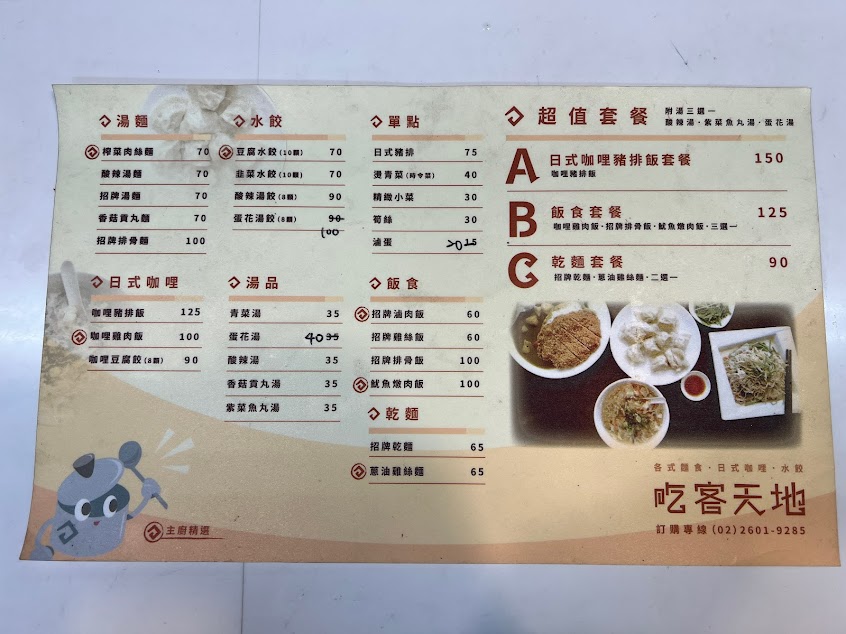 湯麵
榨菜肉絲麵 70
酸辣湯麵 70
招牌湯麵 70
香菇貢丸麵 70
招牌排骨麵 100
水餃
豆腐水餃(10顆) 70
韭菜水餃(10顆) 70
酸辣湯餃(8顆) 90
蛋花湯餃(8顆) 90
100
單點
日式豬排 75
燙青菜(時令菜) 40
精緻小菜 30
筍絲 30
滷蛋 20 15
日式咖哩
咖哩豬排飯 125
咖哩雞肉飯 100
咖哩豆腐餃(8顆) 90
湯品
青菜湯 35
蛋花湯 40 35
酸辣湯 35
香菇貢丸湯 35
紫菜魚丸湯 35
飯食
招牌滷肉飯 60
招牌雞絲飯 60
招牌排骨飯 100
魷魚燉肉飯 100
乾麵
招牌乾麵 65
蔥油雞絲麵 65
主廚精選
超值套餐
附湯三選一
酸辣湯·紫菜魚丸湯·蛋花湯
A 日式咖哩豬排飯套餐 150
咖哩豬排飯
B 飯食套餐 125
咖哩雞肉飯·招牌排骨飯·魷魚燉肉飯·三選一
C 乾麵套餐 90
招牌乾麵·蔥油雞絲麵·二選一
各式麵食·日式咖哩·水餃
吃客天地
訂購專線(02)2601-9285